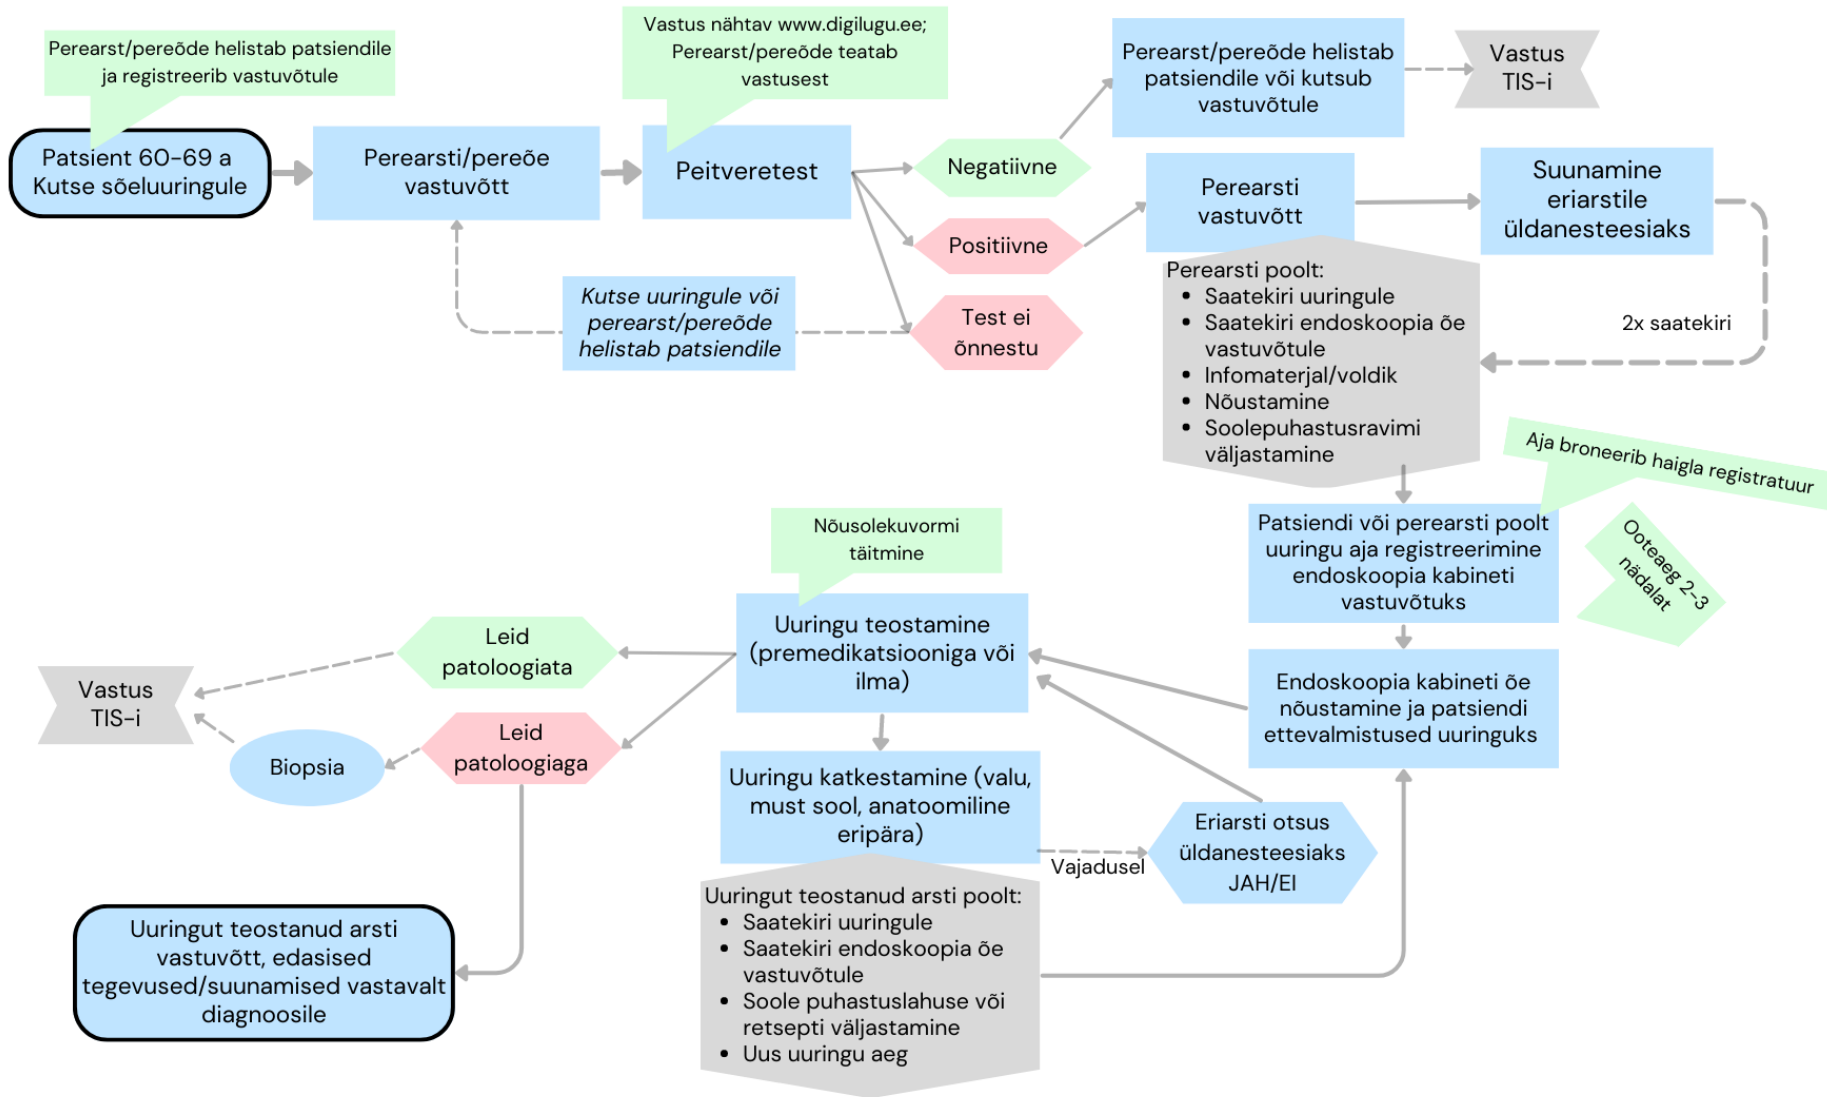 Perearst/pereõde helistab patsiendile
ja registreerib vastuvõtule
Vastus nähtav www.digilugu.ee;
Perearst/pereõde teatab
vastusest
Perearst/pereõde helistab
patsiendile või kutsub
vastuvõtule
Vastus
TIS-i
Patsient 60-69 a
Kutse sõeluuringule
Perearsti/pereõe
vastuvõtt
Peitveretest
Negatiivne
Positiivne
Test ei
õnnestu
Kutse uuringule või
perearst/pereõde
helistab patsiendile
Perearsti
vastuvõtt
Suunamine
eriarstile
üldanesteesiaks
2x saatekiri
Perearsti poolt:
• Saatekiri uuringule
• Saatekiri endoskoopia õe
vastuvõtule
• Infomaterjal/voldik
• Nõustamine
• Soolepuhastusravimi
väljastamine
Aja broneerib haigla registratuur
Patsiendi või perearsti poolt
uuringu aja registreerimine
endoskoopia kabineti
vastuvõtuks
Ooteaeg 2-3
nädalat
Endoskoopia kabineti õe
nõustamine ja patsiendi
ettevalmistused uuringuks
Nõusolekuvormi
täitmine
Uuringu teostamine
(premedikatsiooniga või
ilma)
Leid
patoloogiata
Leid
patoloogiaga
Vastus
TIS-i
Biopsia
Uuringu katkestamine (valu,
must sool, anatoomiline
eripära)
Vajadusel
Eriarsti otsus
üldanesteesiaks
JAH/EI
Uuringut teostanud arsti poolt:
• Saatekiri uuringule
• Saatekiri endoskoopia õe
vastuvõtule
• Soole puhastuslahuse või
retsepti väljastamine
• Uus uuringu aeg
Uuringut teostanud arsti
vastuvõtt, edasised
tegevused/suunamised vastavalt
diagnoosile